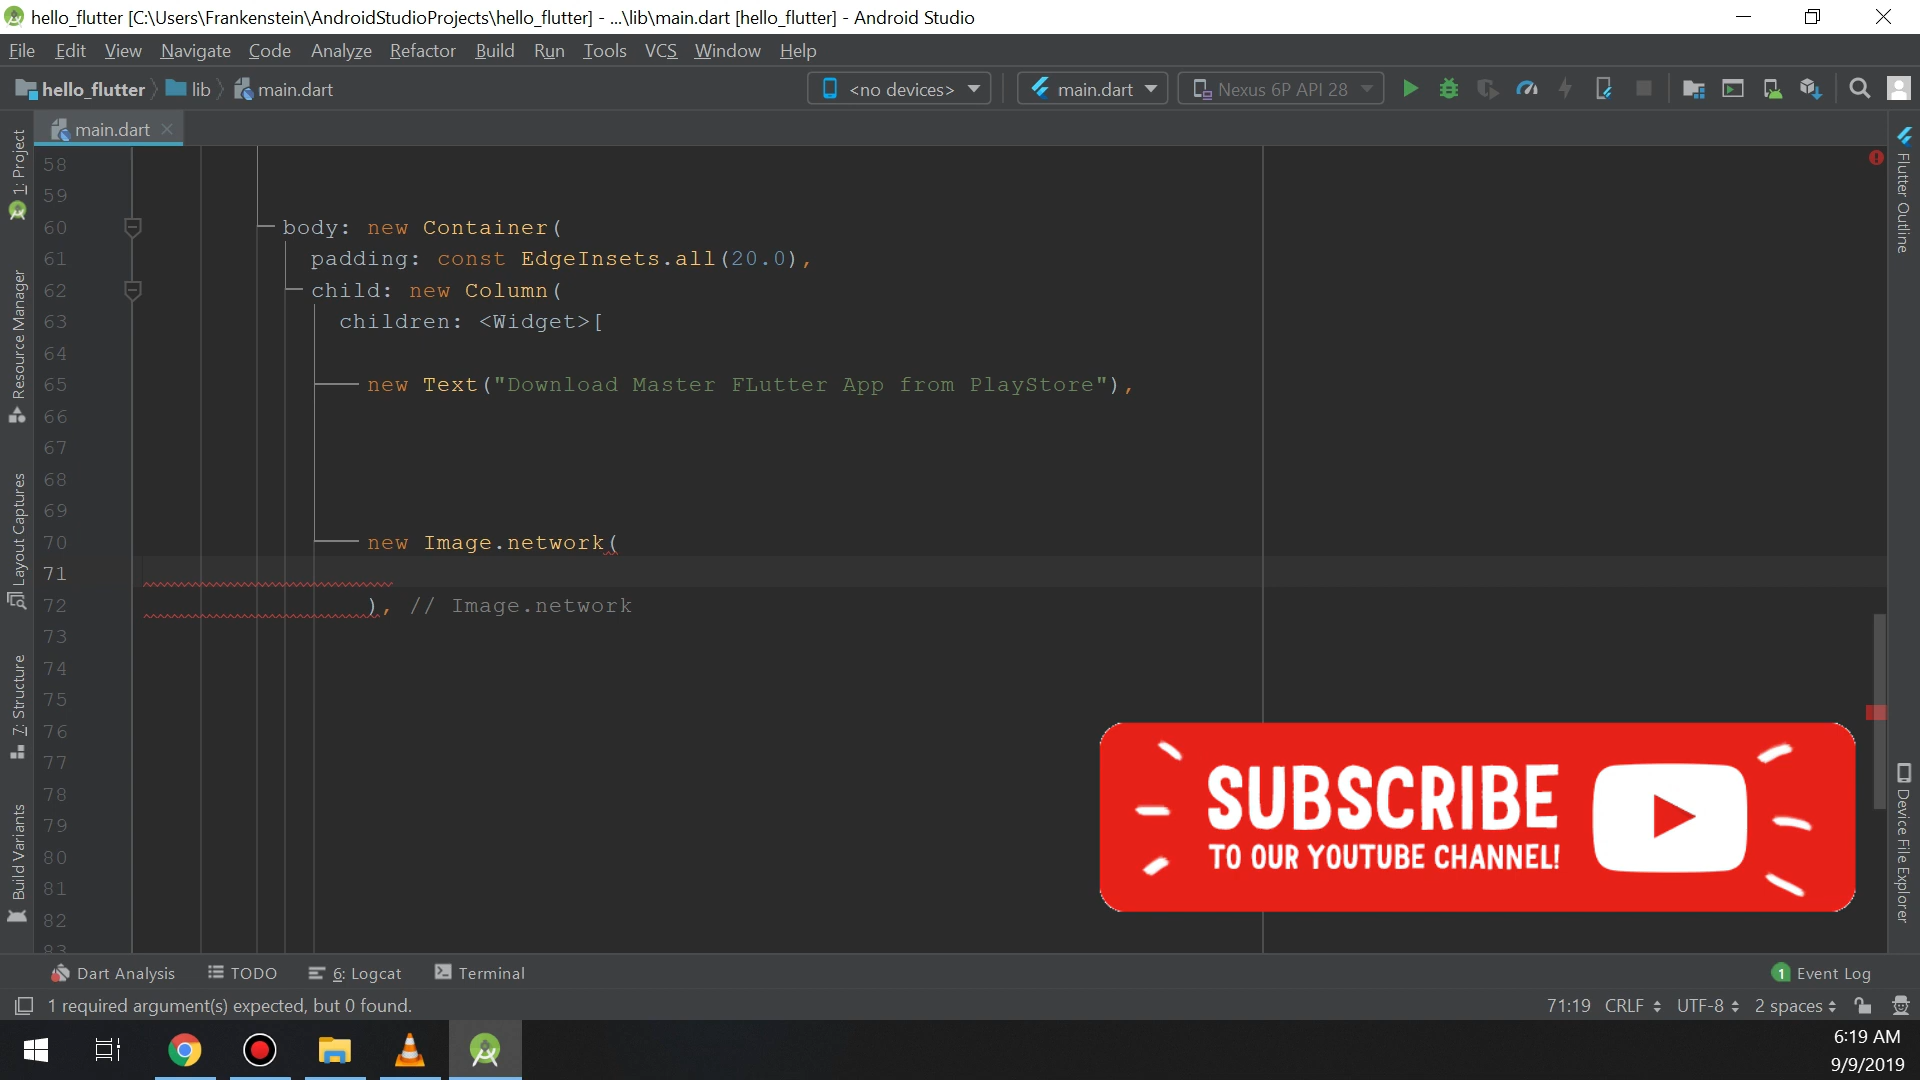 hello_flutter [C:\Users\Frankenstein\AndroidStudioProjects\hello_flutter] - ...\lib\main.dart [hello_flutter] - Android Studio
File Edit View Navigate Code Analyze Refactor Build Run Tools VCS Window Help
hello_flutter lib main.dart <no devices> main.dart Nexus 6P API 28
main.dart
1: Project
Resource Manager
Layout Captures
7: Structure
Build Variants
58
59
60 body: new Container(
61 padding: const EdgeInsets.all(20.0),
62 child: new Column(
63 children: <Widget>[
64
65 new Text("Download Master FLutter App from PlayStore"),
66
67
68
69
70 new Image.network(
71
72 ), // Image.network
73
74
75
76
77
78
79
80
81
82
83
SUBSCRIBE
TO OUR YOUTUBE CHANNEL!
Flutter Outline
Device File Explorer
Dart Analysis TODO 6: Logcat Terminal 1 Event Log
1 required argument(s) expected, but 0 found. 71:19 CRLF UTF-8 2 spaces
6:19 AM
9/9/2019